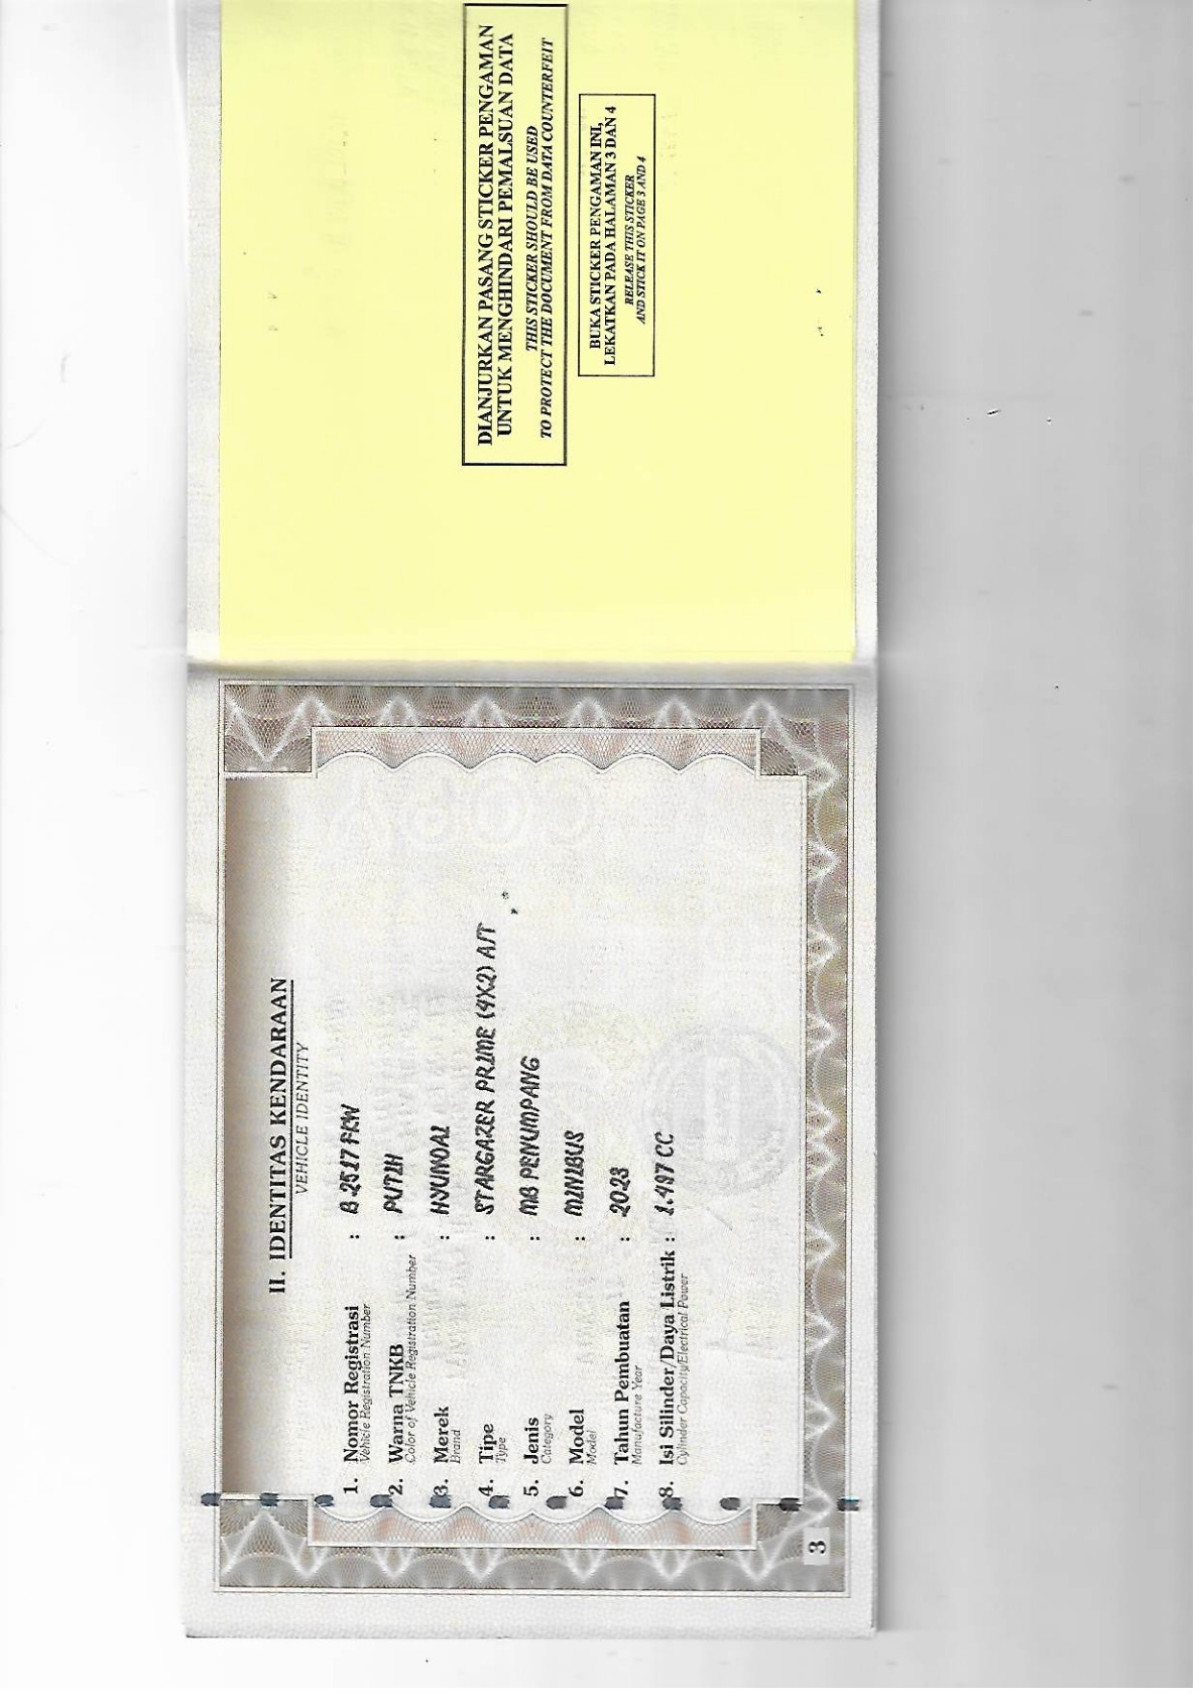 II. IDENTITAS KENDARAAN
VEHICLE IDENTITY
1. Nomor Registrasi : B 2517 FKW
Vehicle Registration Number
2. Warna TNKB : PUTIH
Color of Vehicle Registration Number
3. Merek : HYUNDAI
Brand
4. Tipe : STARGAZER PRIME (4X2) A/T
Type
5. Jenis : MB PENUMPANG
Category
6. Model : MINIBUS
Model
7. Tahun Pembuatan : 2023
Manufacture Year
8. Isi Silinder/Daya Listrik : 1.497 CC
Cylinder Capacity/Electrical Power
3
DIANJURKAN PASANG STICKER PENGAMAN
UNTUK MENGHINDARI PEMALSUAN DATA
THIS STICKER SHOULD BE USED
TO PROTECT THE DOCUMENT FROM DATA COUNTERFEIT
BUKA STICKER PENGAMAN INI,
LEKATKAN PADA HALAMAN 3 DAN 4
RELEASE THIS STICKER
AND STICK IT ON PAGE 3 AND 4